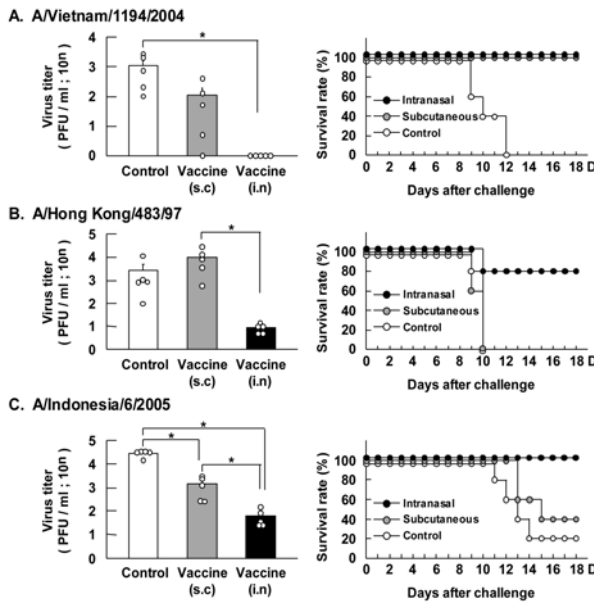 A. A/Vietnam/1194/2004
Virus titer
( PFU / ml ; 10ⁿ )
4
3
2
1
0
*
Control
Vaccine
(s.c)
Vaccine
(i.n)
Survival rate (%)
100
80
60
40
20
0
Intranasal
Subcutaneous
Control
0 2 4 6 8 10 12 14 16 18 D
Days after challenge
B. A/Hong Kong/483/97
Virus titer
( PFU / ml ; 10ⁿ )
5
4
3
2
1
0
*
Control
Vaccine
(s.c)
Vaccine
(i.n)
Survival rate (%)
100
80
60
40
20
0
Intranasal
Subcutaneous
Control
0 2 4 6 8 10 12 14 16 18 D
Days after challenge
C. A/Indonesia/6/2005
Virus titer
( PFU / ml ; 10ⁿ )
5
4
3
2
1
0
*
*
*
Control
Vaccine
(s.c)
Vaccine
(i.n)
Survival rate (%)
100
80
60
40
20
0
Intranasal
Subcutaneous
Control
0 2 4 6 8 10 12 14 16 18 D
Days after challenge